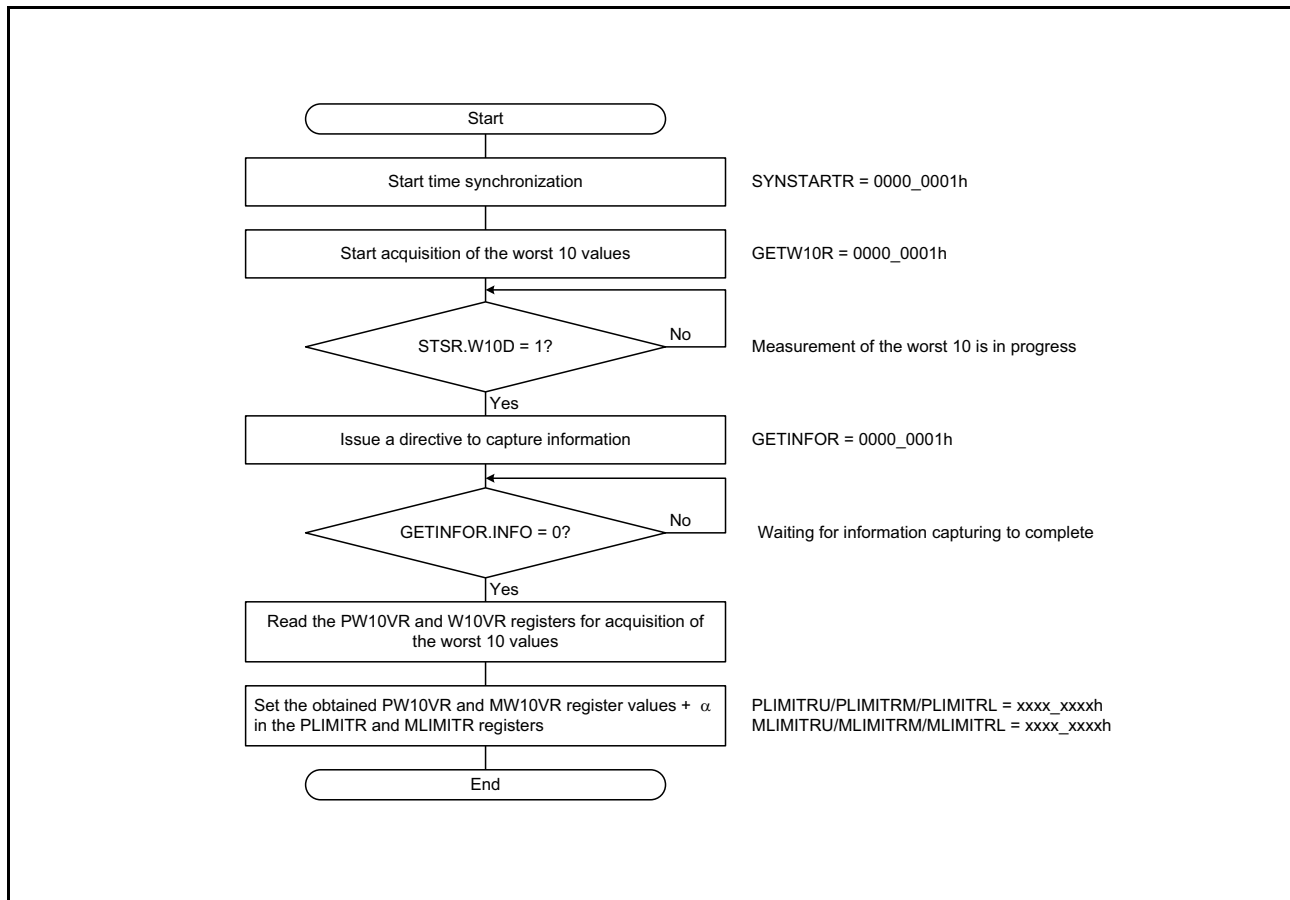 Start
Start time synchronization
SYNSTARTR = 0000_0001h
Start acquisition of the worst 10 values
GETW10R = 0000_0001h
STSR.W10D = 1?
No
Measurement of the worst 10 is in progress
Yes
Issue a directive to capture information
GETINFOR = 0000_0001h
GETINFOR.INFO = 0?
No
Waiting for information capturing to complete
Yes
Read the PW10VR and W10VR registers for acquisition of
the worst 10 values
Set the obtained PW10VR and MW10VR register values + α
in the PLIMITR and MLIMITR registers
PLIMITRU/PLIMITRM/PLIMITRL = xxxx_xxxxh
MLIMITRU/MLIMITRM/MLIMITRL = xxxx_xxxxh
End